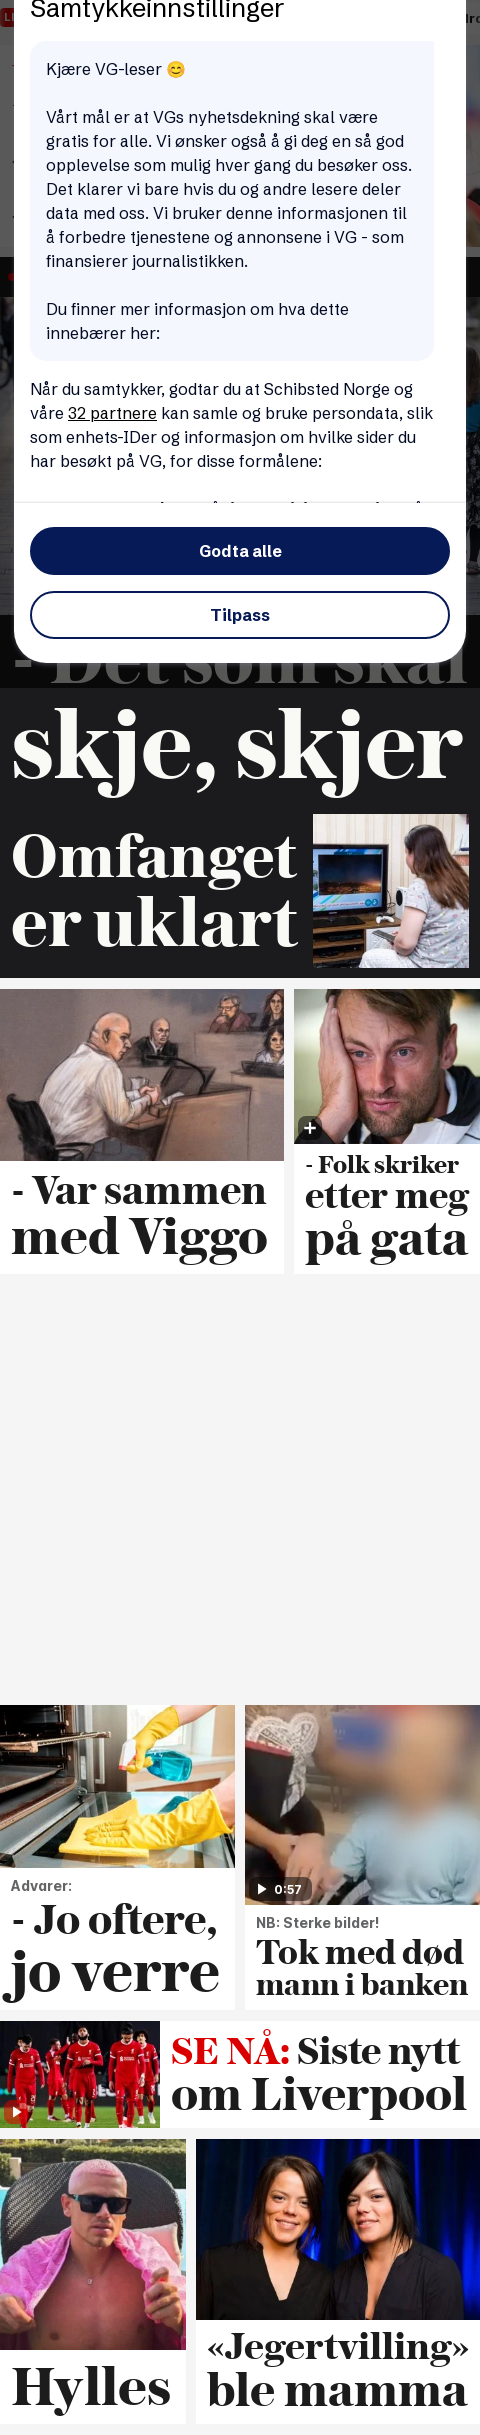 Samtykkeinnstillinger
Kjære VG-leser 😊
Vårt mål er at VGs nyhetsdekning skal være
gratis for alle. Vi ønsker også å gi deg en så god
opplevelse som mulig hver gang du besøker oss.
Det klarer vi bare hvis du og andre lesere deler
data med oss. Vi bruker denne informasjonen til
å forbedre tjenestene og annonsene i VG - som
finansierer journalistikken.
Du finner mer informasjon om hva dette
innebærer her:
Når du samtykker, godtar du at Schibsted Norge og
våre 32 partnere kan samle og bruke persondata, slik
som enhets-IDer og informasjon om hvilke sider du
har besøkt på VG, for disse formålene:
Godta alle
Tilpass
- Det som skal
skje, skjer
Omfanget
er uklart
- Var sammen
med Viggo
- Folk skriker
etter meg
på gata
Advarer:
- Jo oftere,
jo verre
0:57
NB: Sterke bilder!
Tok med død
mann i banken
SE NÅ: Siste nytt
om Liverpool
Hylles
«Jegertvilling»
ble mamma